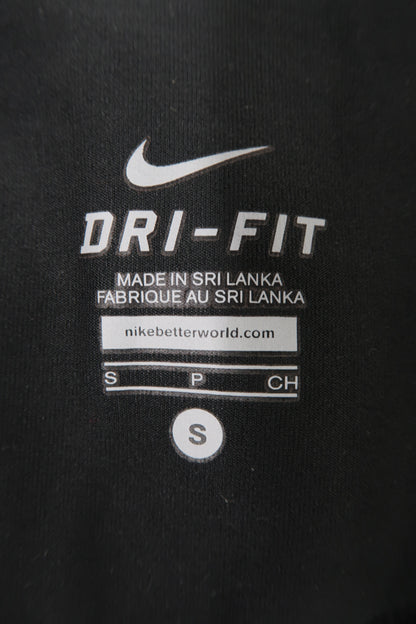 DRI-FIT
MADE IN SRI LANKA
FABRIQUE AU SRI LANKA
nikebetterworld.com
S P CH
S